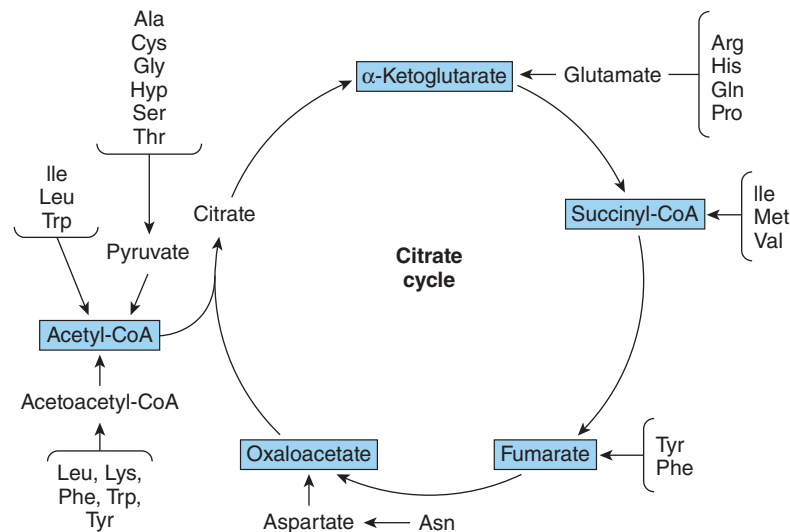 Ala
Cys
Gly
Hyp
Ser
Thr
α-Ketoglutarate
Glutamate
Arg
His
Gln
Pro
Ile
Leu
Trp
Citrate
Pyruvate
Citrate
cycle
Succinyl-CoA
Ile
Met
Val
Acetyl-CoA
Acetoacetyl-CoA
Leu, Lys,
Phe, Trp,
Tyr
Oxaloacetate
Fumarate
Tyr
Phe
Aspartate
Asn